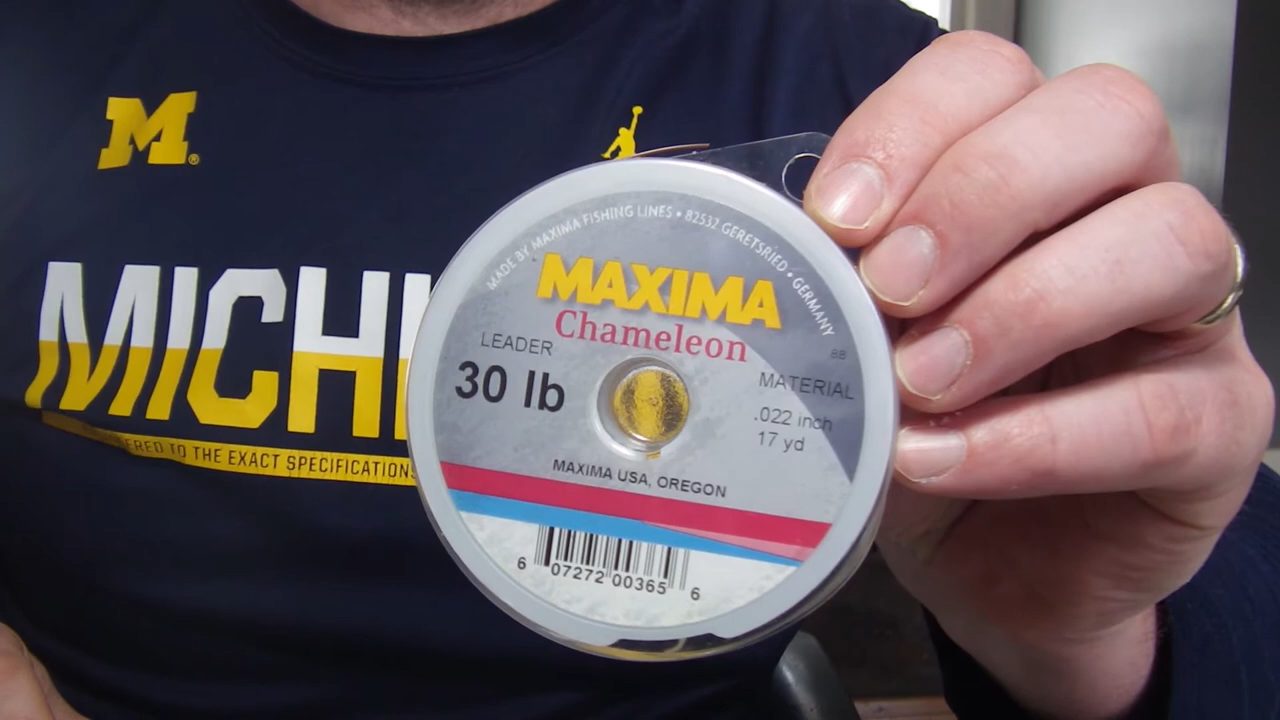 M®
MICHI
ERED TO THE EXACT SPECIFICATIONS
MADE BY MAXIMA FISHING LINES • 82532 GERETSRIED • GERMANY
MAXIMA
Chameleon
88
LEADER
30 lb
MATERIAL
.022 inch
17 yd
MAXIMA USA, OREGON
6 07272 00365 6